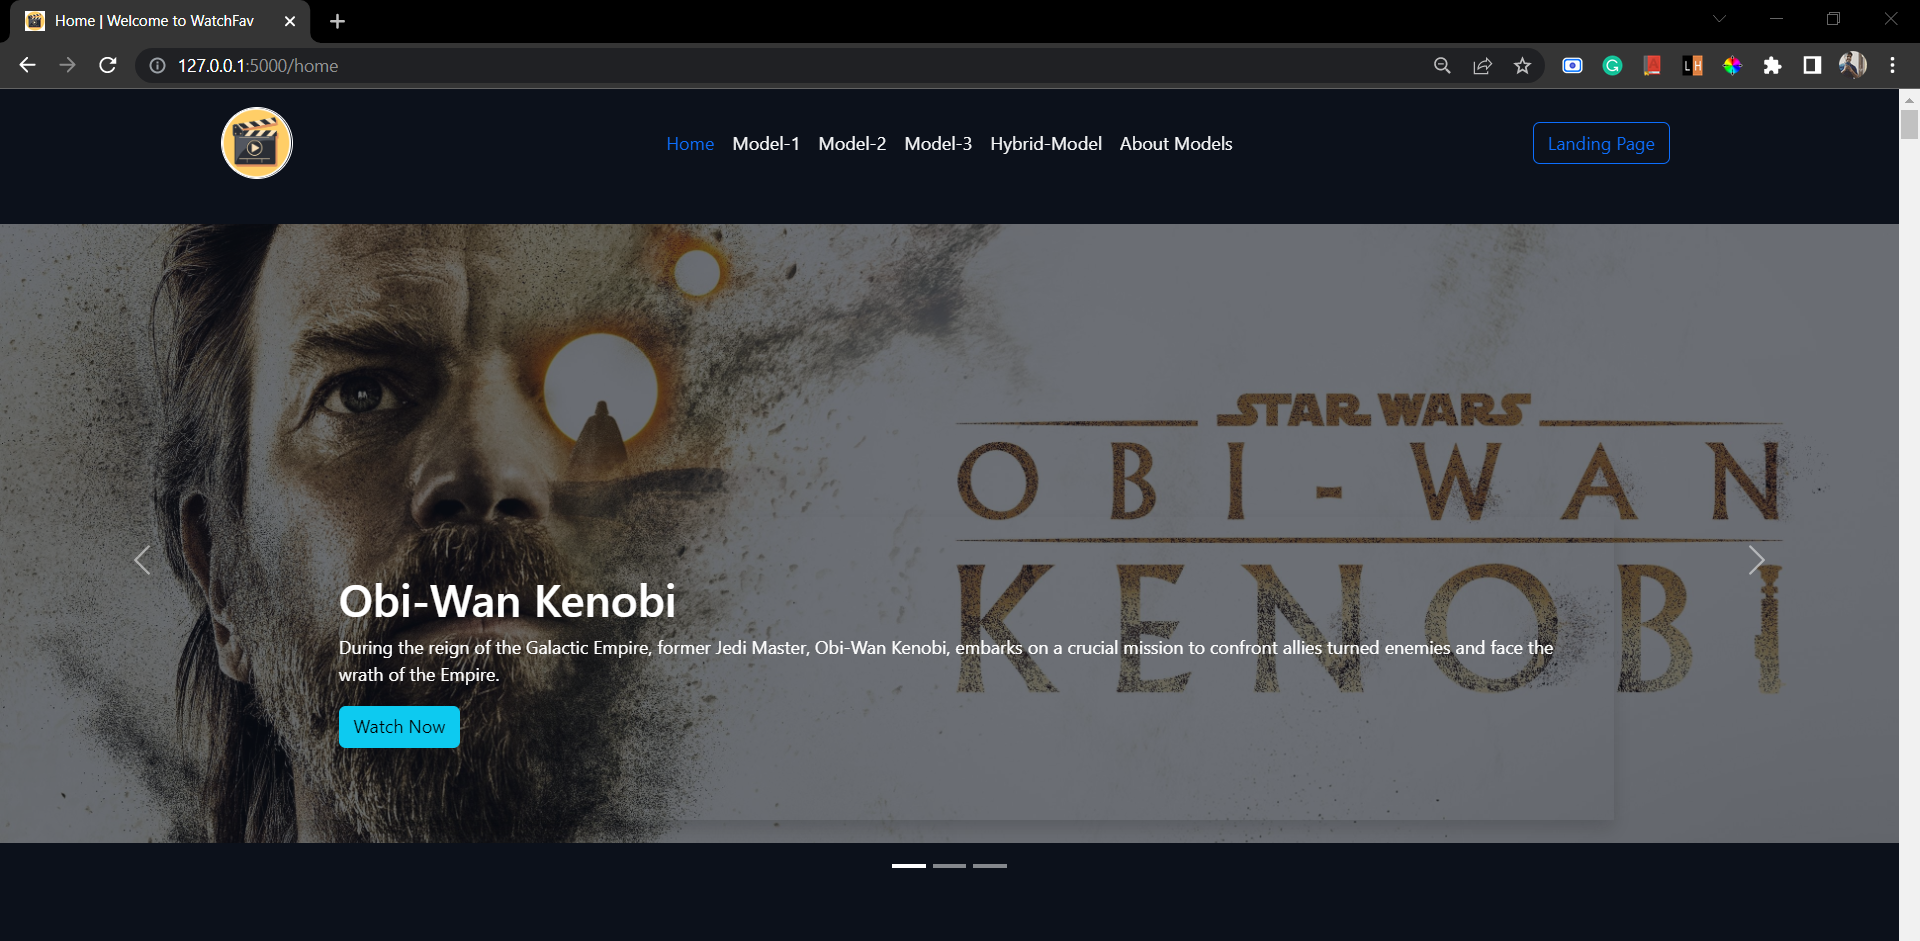 Home | Welcome to WatchFav
127.0.0.1:5000/home
Home Model-1 Model-2 Model-3 Hybrid-Model About Models Landing Page
STAR WARS
OBI-WAN
KENOBI
Obi-Wan Kenobi
During the reign of the Galactic Empire, former Jedi Master, Obi-Wan Kenobi, embarks on a crucial mission to confront allies turned enemies and face the
wrath of the Empire.
Watch Now